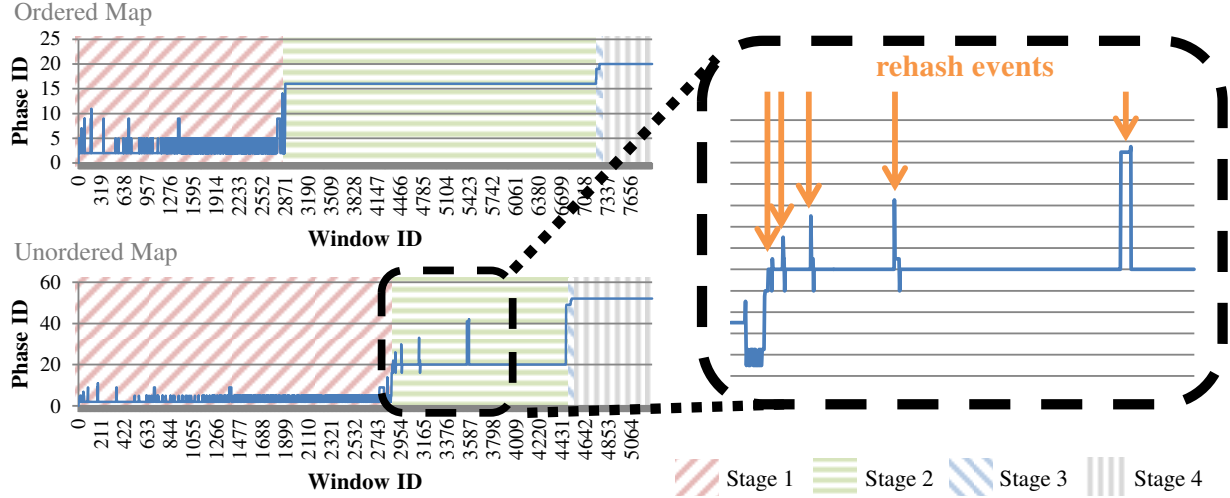 Ordered Map
Phase ID
25
20
15
10
5
0
0 319 638 957 1276 1595 1914 2233 2552 2871 3190 3509 3828 4147 4466 4785 5104 5423 5742 6061 6380 6699 7018 7337 7656
Window ID
Unordered Map
Phase ID
60
40
20
0
0 211 422 633 844 1055 1266 1477 1688 1899 2110 2321 2532 2743 2954 3165 3376 3587 3798 4009 4220 4431 4642 4853 5064
Window ID
rehash events
Stage 1 Stage 2 Stage 3 Stage 4